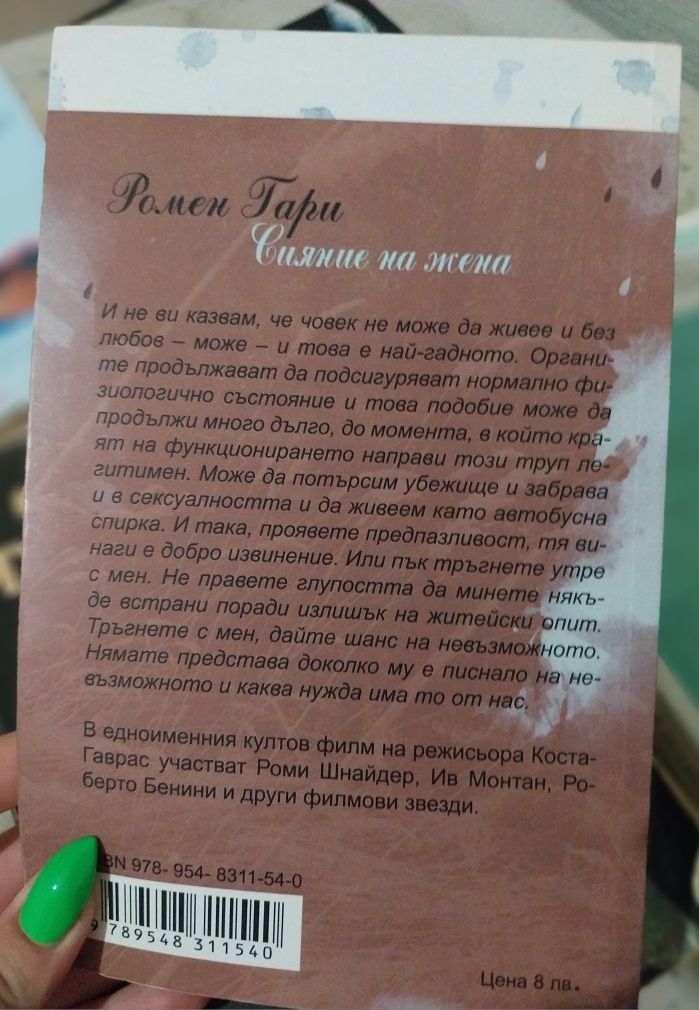 Ромен Гари
Сияние на жена
И не ви казвам, че човек не може да живее и без
любов – може – и това е най-гадното. Органи-
те продължават да подсигуряват нормално фи-
зиологично състояние и това подобие може да
продължи много дълго, до момента, в който кра-
ят на функционирането направи този труп ле-
гитимен. Може да потърсим убежище и забрава
и в сексуалността и да живеем като автобусна
спирка. И така, проявете предпазливост, тя ви-
наги е добро извинение. Или пък тръгнете утре
с мен. Не правете глупостта да минете някъ-
де встрани поради излишък на житейски опит.
Тръгнете с мен, дайте шанс на невъзможното.
Нямате представа доколко му е писнало на не-
възможното и каква нужда има то от нас.
В едноименния култов филм на режисьора Коста-
Гаврас участват Роми Шнайдер, Ив Монтан, Ро-
берто Бенини и други филмови звезди.
BN 978- 954- 8311-54-0
9 789548 311540
Цена 8 лв.